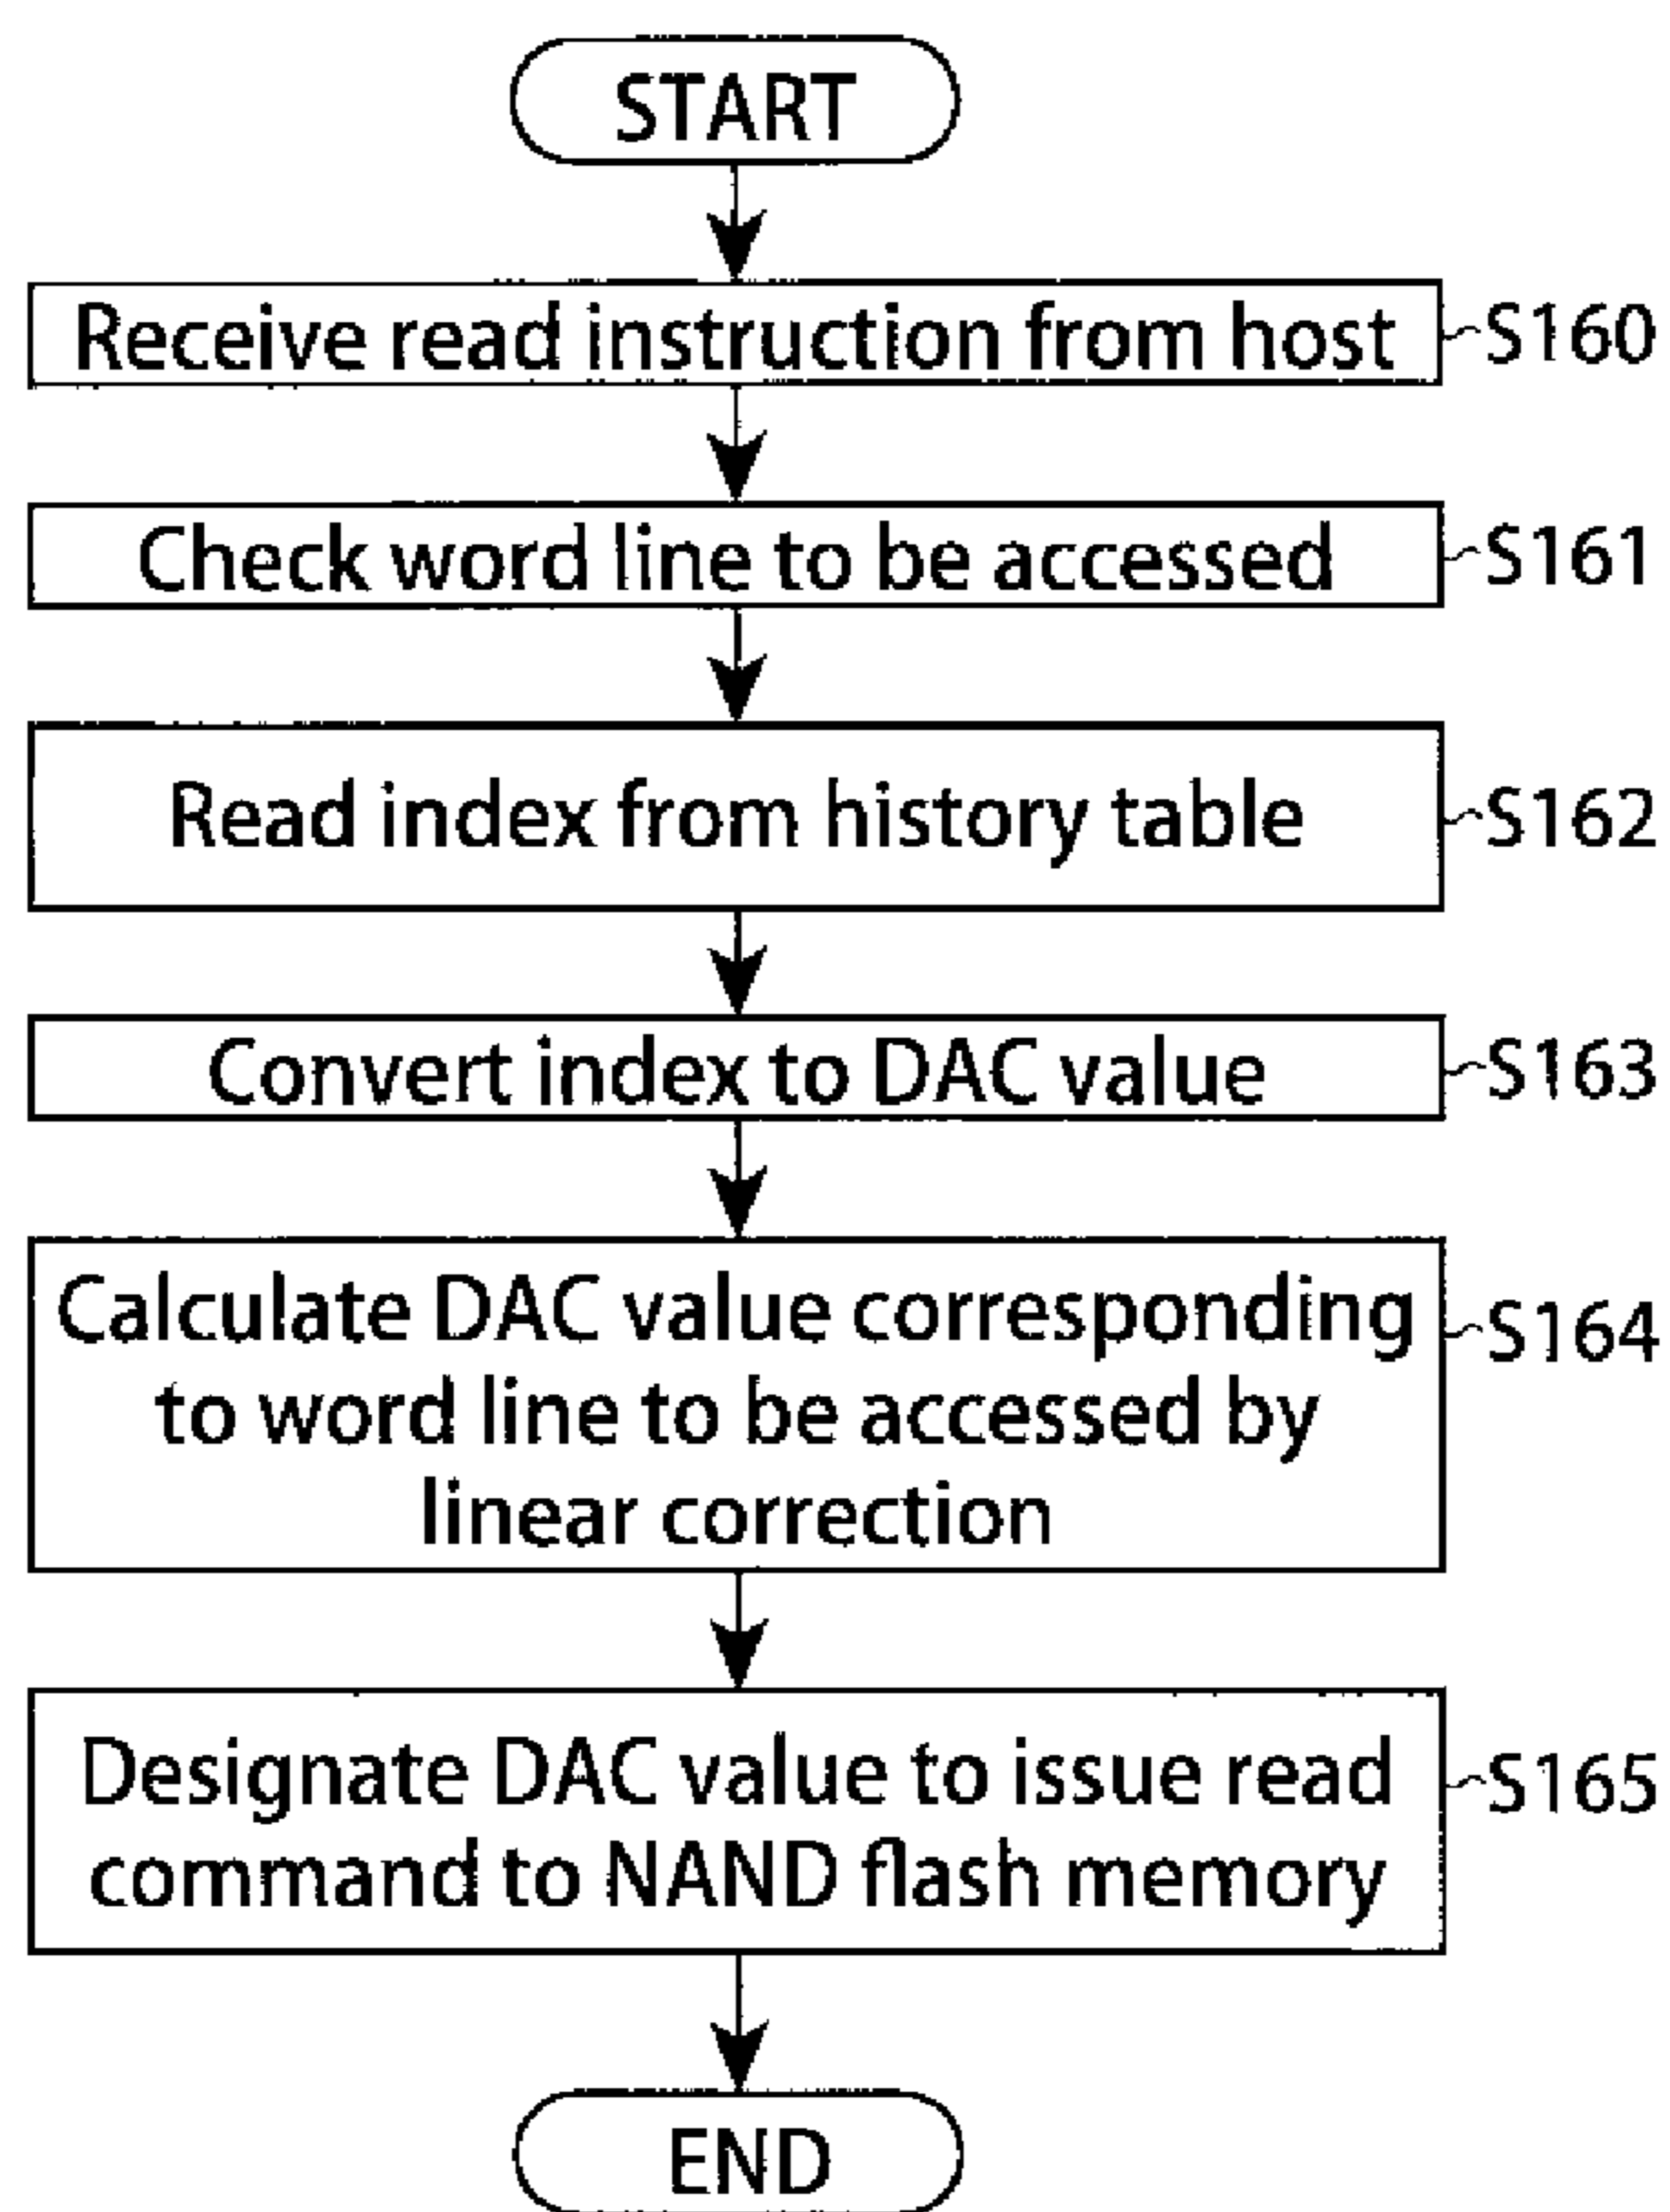 START
Receive read instruction from host
S160
Check word line to be accessed
S161
Read index from history table
S162
Convert index to DAC value
S163
Calculate DAC value corresponding
to word line to be accessed by
linear correction
S164
Designate DAC value to issue read
command to NAND flash memory
S165
END